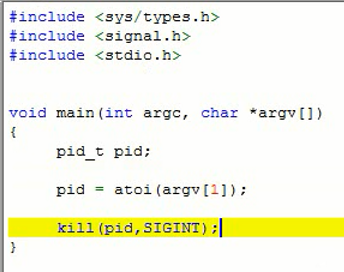 #include <sys/types.h>
#include <signal.h>
#include <stdio.h>
void main(int argc, char *argv[])
{
pid_t pid;
pid = atoi(argv[1]);
kill(pid,SIGINT);
}